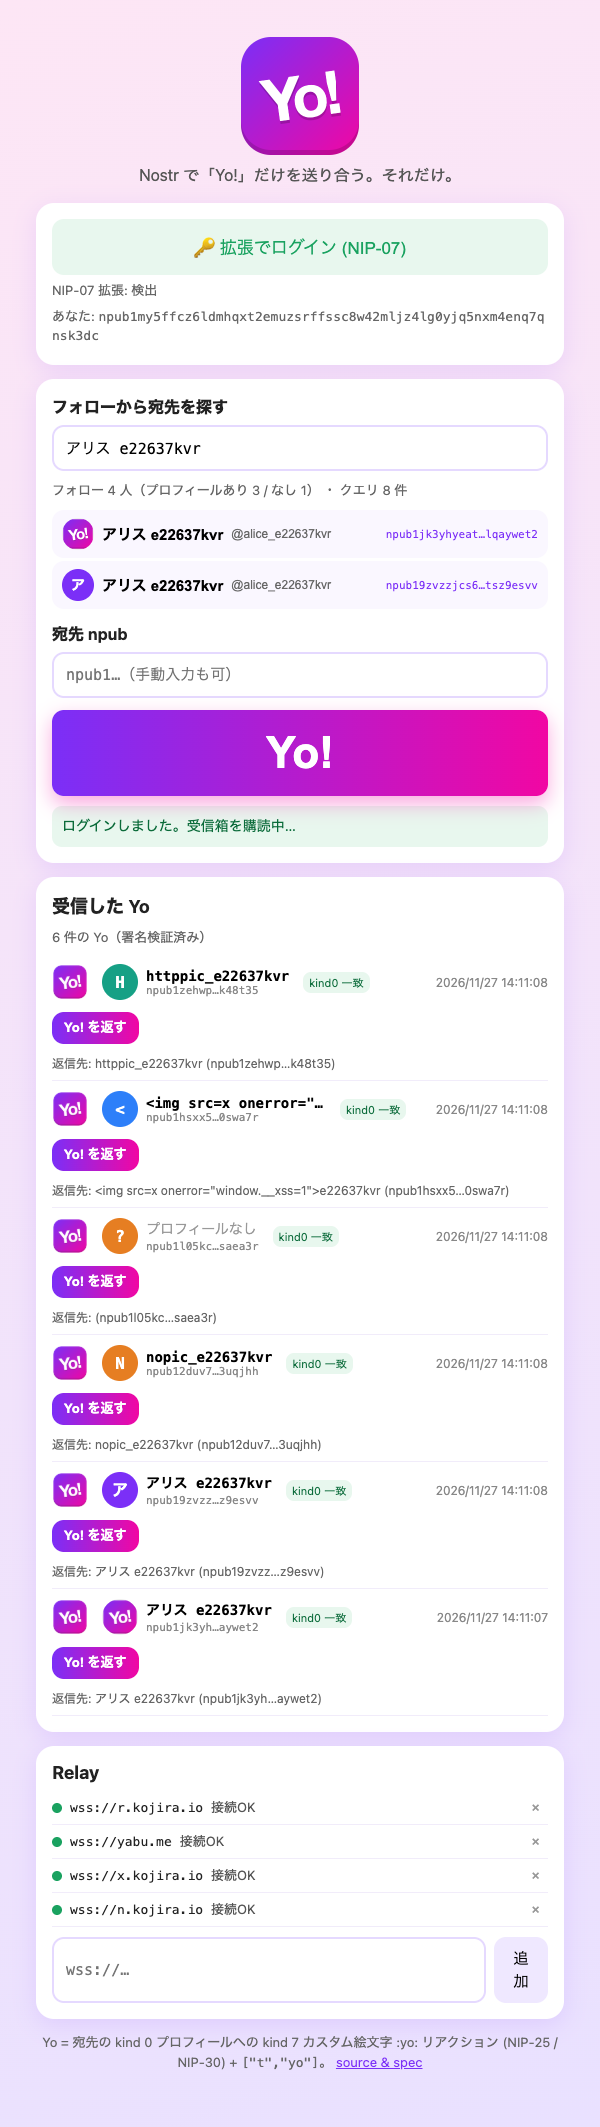 Yo!
Nostr で「Yo!」だけを送り合う。それだけ。
🔑 拡張でログイン (NIP-07)
NIP-07 拡張: 検出
あなた: npub1my5ffcz6ldmhqxt2emuzsrffssc8w42mljz4lg0yjq5nxm4enq7q
nsk3dc
フォローから宛先を探す
アリス e22637kvr
フォロー 4 人（プロフィールあり 3 / なし 1） ・ クエリ 8 件
Yo! アリス e22637kvr @alice_e22637kvr npub1jk3yhyeat…lqaywet2
ア アリス e22637kvr @alice_e22637kvr npub19zvzzjcs6…tsz9esvv
宛先 npub
npub1…（手動入力も可）
Yo!
ログインしました。受信箱を購読中…
受信した Yo
6 件の Yo（署名検証済み）
Yo! H httppic_e22637kvr kind0 一致 2026/11/27 14:11:08
npub1zehwp…k48t35
Yo! を返す
返信先: httppic_e22637kvr (npub1zehwp…k48t35)
Yo! < <img src=x onerror="… kind0 一致 2026/11/27 14:11:08
npub1hsxx5…0swa7r
Yo! を返す
返信先: <img src=x onerror="window.__xss=1">e22637kvr (npub1hsxx5…0swa7r)
Yo! ? プロフィールなし kind0 一致 2026/11/27 14:11:08
npub1l05kc…saea3r
Yo! を返す
返信先: (npub1l05kc…saea3r)
Yo! N nopic_e22637kvr kind0 一致 2026/11/27 14:11:08
npub12duv7…3uqjhh
Yo! を返す
返信先: nopic_e22637kvr (npub12duv7…3uqjhh)
Yo! ア アリス e22637kvr kind0 一致 2026/11/27 14:11:08
npub19zvzz…z9esvv
Yo! を返す
返信先: アリス e22637kvr (npub19zvzz…z9esvv)
Yo! Yo! アリス e22637kvr kind0 一致 2026/11/27 14:11:07
npub1jk3yh…aywet2
Yo! を返す
返信先: アリス e22637kvr (npub1jk3yh…aywet2)
Relay
wss://r.kojira.io 接続OK ×
wss://yabu.me 接続OK ×
wss://x.kojira.io 接続OK ×
wss://n.kojira.io 接続OK ×
wss://… 追
加
Yo = 宛先の kind 0 プロフィールへの kind 7 カスタム絵文字 :yo: リアクション (NIP-25 /
NIP-30) + ["t","yo"]。 source & spec